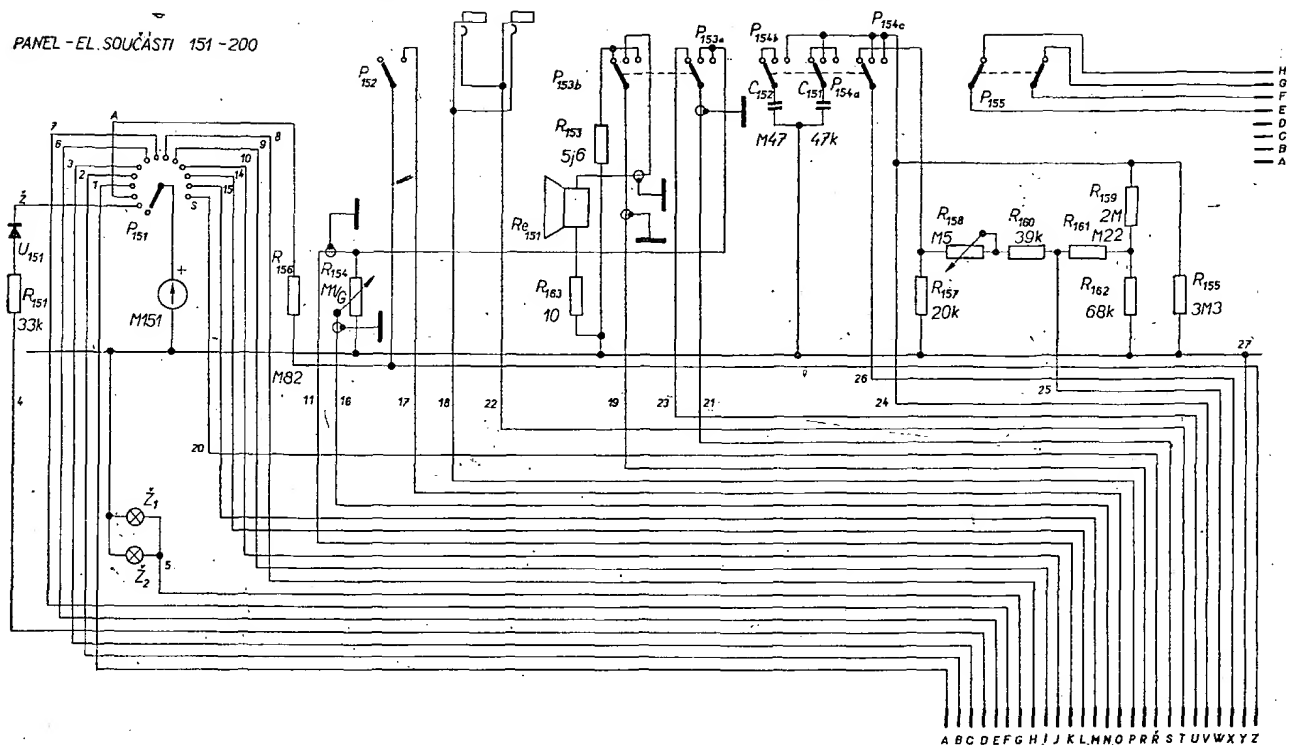 PANEL - EL. SOUČÁSTI 151 - 200
P152
P153b
P153a
P154b
P154c
C152
C151
P154a
M47
47k
P155
H
G
F
E
D
C
B
A
A
7
6
3
2
1
Ž
8
9
10
14
15
S
P151
U151
R151
33k
M151
+
R156
M82
R154
M1/G
R153
5j6
Re151
R163
10
R158
M5
R160
39k
R161
M22
R159
2M
R157
20k
R162
68k
R155
3M3
27
4
11
16
17
18
22
19
23
21
26
24
25
20
Ž1
Ž2
5
A B C D E F G H I J K L M N O P R Ř S T U V W X Y Z